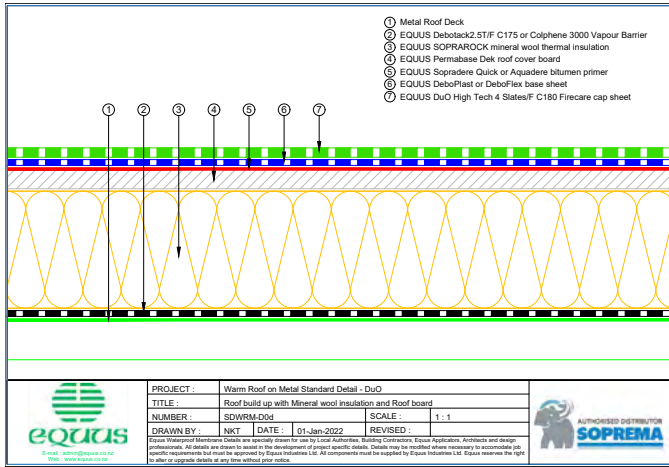 1 Metal Roof Deck
2 EQUUS Debotack2.5T/F C175 or Colphene 3000 Vapour Barrier
3 EQUUS SOPRAROCK mineral wool thermal insulation
4 EQUUS Permabase Dek roof cover board
5 EQUUS Sopradere Quick or Aquadere bitumen primer
6 EQUUS DeboPlast or DeboFlex base sheet
7 EQUUS DuO High Tech 4 Slates/F C180 Firecare cap sheet
1 2 3 4 5 6 7
equus
E-mail : admin@equus.co.nz
Web : www.equus.co.nz
PROJECT : Warm Roof on Metal Standard Detail - DuO
TITLE : Roof build up with Mineral wool insulation and Roof board
NUMBER : SDWRM-D0d SCALE : 1 : 1
DRAWN BY : NKT DATE : 01-Jan-2022 REVISED :
Equus Waterproof Membrane Details are specially drawn for use by Local Authorities, Building Contractors, Equus Applicators, Architects and design
professionals. All details are drawn to assist in the development of project specific details. Details may be modified where necessary to accomodate job
specific requirements but must be approved by Equus Industries Ltd. All components must be supplied by Equus Industries Ltd. Equus reserves the right
to alter or upgrade details at any time without prior notice.
AUTHORISED DISTRIBUTOR
SOPREMA